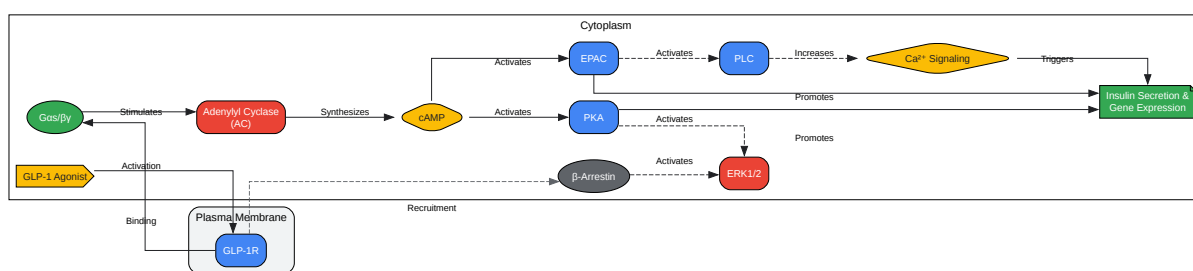 Cytoplasm
EPAC
Activates
PLC
Increases
Ca²⁺ Signaling
Triggers
Activates
Insulin Secretion &
Gene Expression
Promotes
Gαs/βγ
Stimulates
Adenylyl Cyclase
(AC)
Synthesizes
cAMP
Activates
PKA
Activates
Promotes
GLP-1 Agonist
Activation
β-Arrestin
Activates
ERK1/2
Recruitment
Binding
Plasma Membrane
GLP-1R